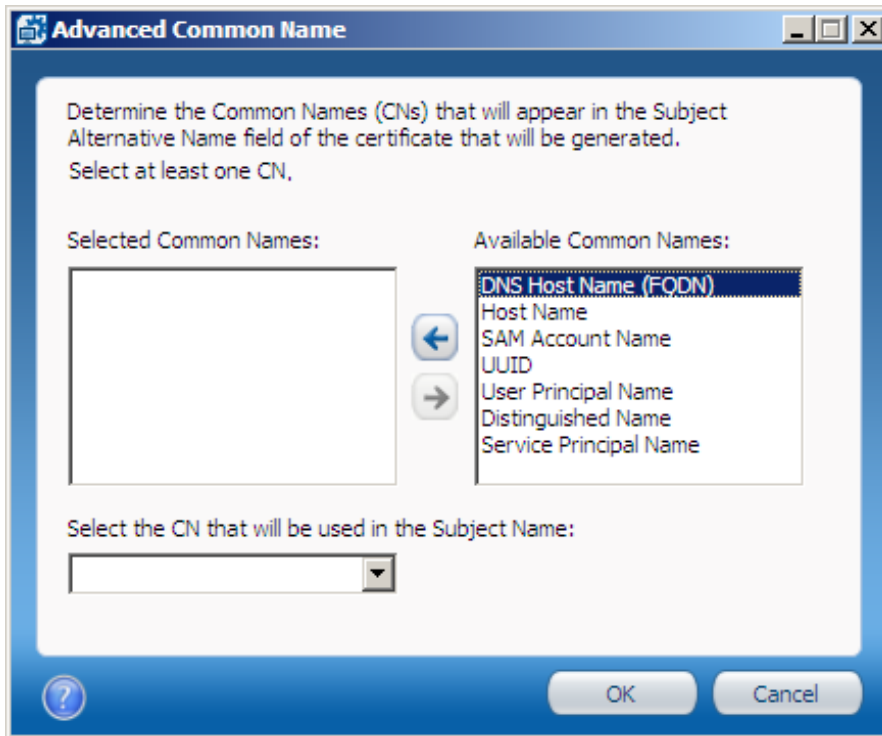 Advanced Common Name
Determine the Common Names (CNs) that will appear in the Subject
Alternative Name field of the certificate that will be generated.
Select at least one CN.
Selected Common Names:
Available Common Names:
DNS Host Name (FQDN)
Host Name
SAM Account Name
UUID
User Principal Name
Distinguished Name
Service Principal Name
Select the CN that will be used in the Subject Name:
?
OK
Cancel